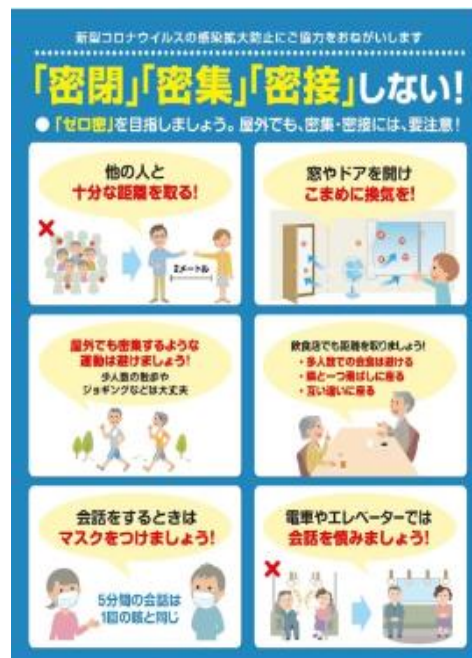 新型コロナウイルスの感染拡大防止にご協力をおねがいします
「密閉」「密集」「密接」しない！
●「ゼロ密」を目指しましょう。屋外でも、密集・密接には、要注意！
他の人と
十分な距離を取る！
2メートル
窓やドアを開け
こまめに換気を！
屋外でも密集するような
運動は避けましょう！
少人数の散歩や
ジョギングなどは大丈夫
飲食店でも距離を取りましょう！
・多人数での会食は避ける
・隣と一つ飛ばしに座る
・互い違いに座る
会話をするときは
マスクをつけましょう！
5分間の会話は
1回の咳と同じ
電車やエレベーターでは
会話を慎みましょう！